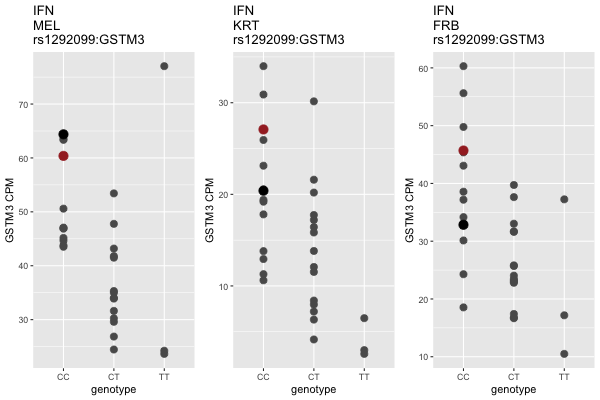 IFN
MEL
rs1292099:GSTM3
GSTM3 CPM
70
60
50
40
30
CC
CT
TT
genotype
IFN
KRT
rs1292099:GSTM3
GSTM3 CPM
30
20
10
CC
CT
TT
genotype
IFN
FRB
rs1292099:GSTM3
GSTM3 CPM
60
50
40
30
20
10
CC
CT
TT
genotype